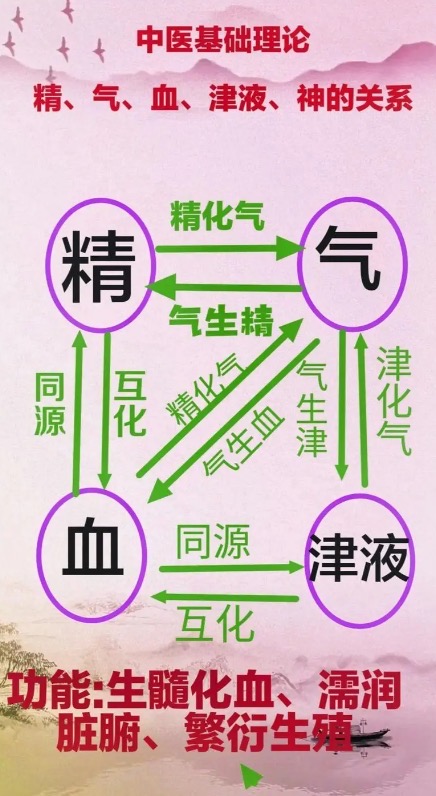 中医基础理论
精、气、血、津液、神的关系
精化气
精
气
气生精
同源
互化
精化气
气生血
气生津
津化气
血
同源
津液
互化
功能:生髓化血、濡润
脏腑、繁衍生殖